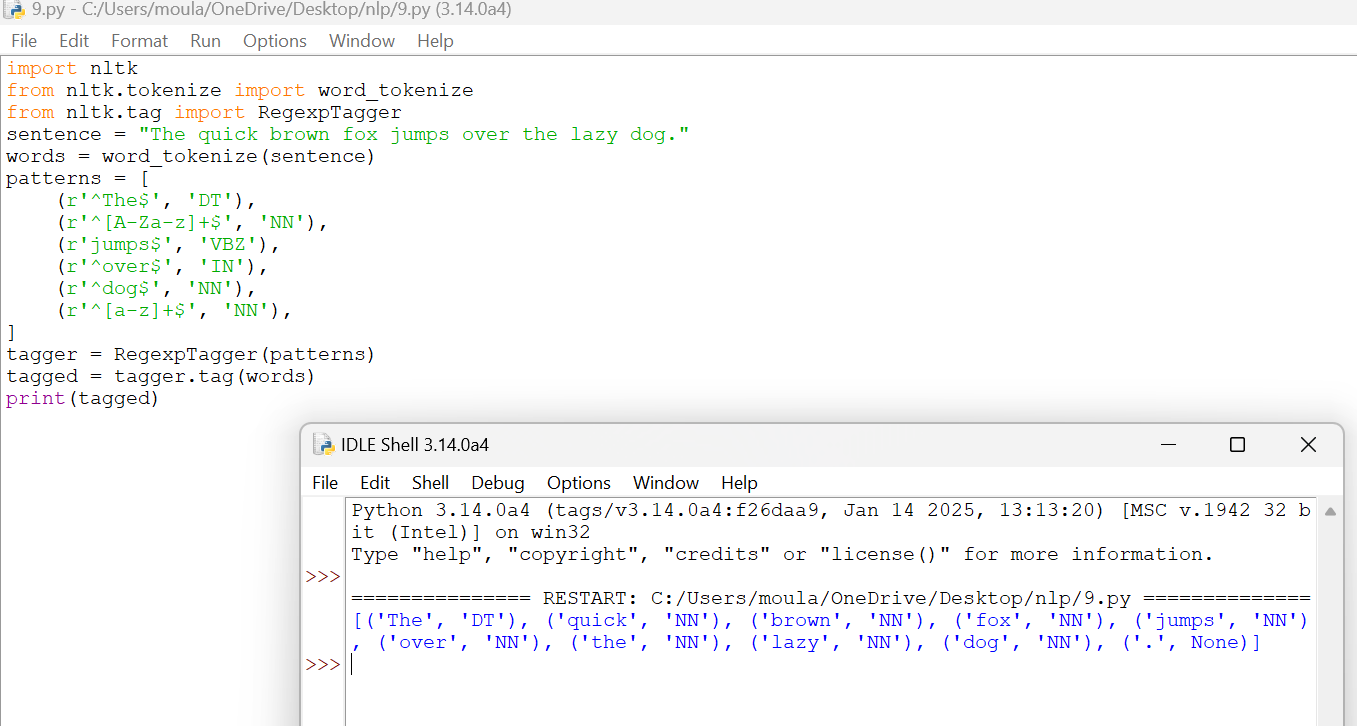 9.py - C:/Users/moula/OneDrive/Desktop/nlp/9.py (3.14.0a4)
File Edit Format Run Options Window Help
import nltk
from nltk.tokenize import word_tokenize
from nltk.tag import RegexpTagger
sentence = "The quick brown fox jumps over the lazy dog."
words = word_tokenize(sentence)
patterns = [
    (r'^The$', 'DT'),
    (r'^[A-Za-z]+$', 'NN'),
    (r'jumps$', 'VBZ'),
    (r'^over$', 'IN'),
    (r'^dog$', 'NN'),
    (r'^[a-z]+$', 'NN'),
]
tagger = RegexpTagger(patterns)
tagged = tagger.tag(words)
print(tagged)
IDLE Shell 3.14.0a4
File Edit Shell Debug Options Window Help
Python 3.14.0a4 (tags/v3.14.0a4:f26daa9, Jan 14 2025, 13:13:20) [MSC v.1942 32 b
it (Intel)] on win32
Type "help", "copyright", "credits" or "license()" for more information.
>>>
=============== RESTART: C:/Users/moula/OneDrive/Desktop/nlp/9.py ==============
[('The', 'DT'), ('quick', 'NN'), ('brown', 'NN'), ('fox', 'NN'), ('jumps', 'NN')
, ('over', 'NN'), ('the', 'NN'), ('lazy', 'NN'), ('dog', 'NN'), ('.', None)]
>>>